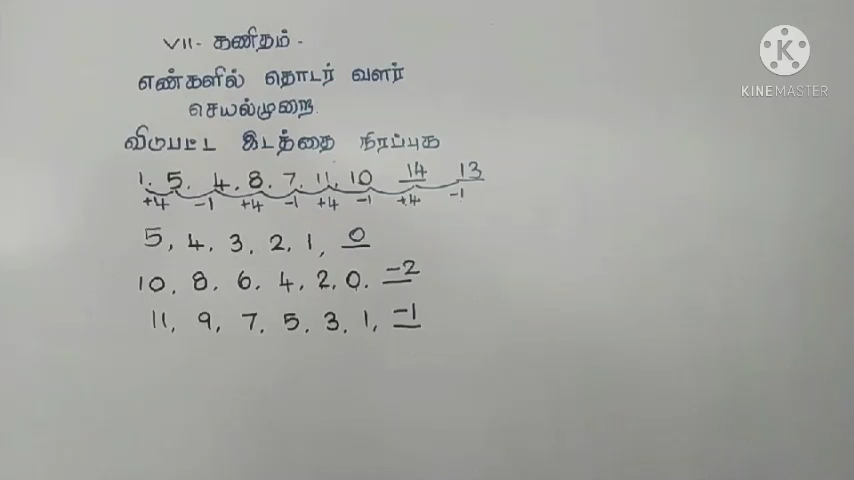 VII - கணிதம் -
எண்களில் தொடர் வளர்
செயல்முறை.
விடுபட்ட இடத்தை நிரப்புக
1, 5, 4, 8, 7, 11, 10 14 13
+4 -1 +4 -1 +4 -1 +4 -1
5, 4, 3, 2, 1, 0
10, 8, 6, 4, 2, 0, -2
11, 9, 7, 5, 3, 1, -1
K
KINEMASTER